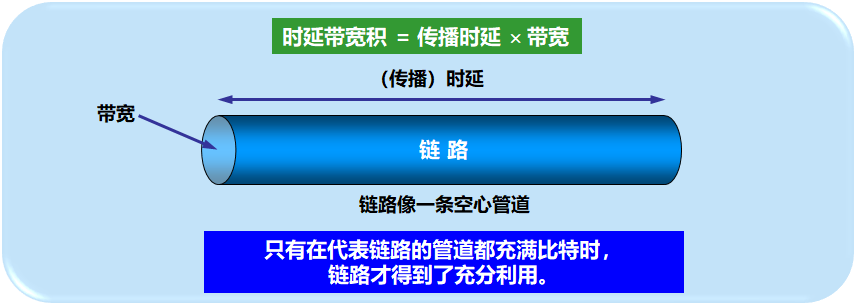 时延带宽积 = 传播时延 × 带宽
（传播）时延
带宽
链 路
链路像一条空心管道
只有在代表链路的管道都充满比特时，
链路才得到了充分利用。